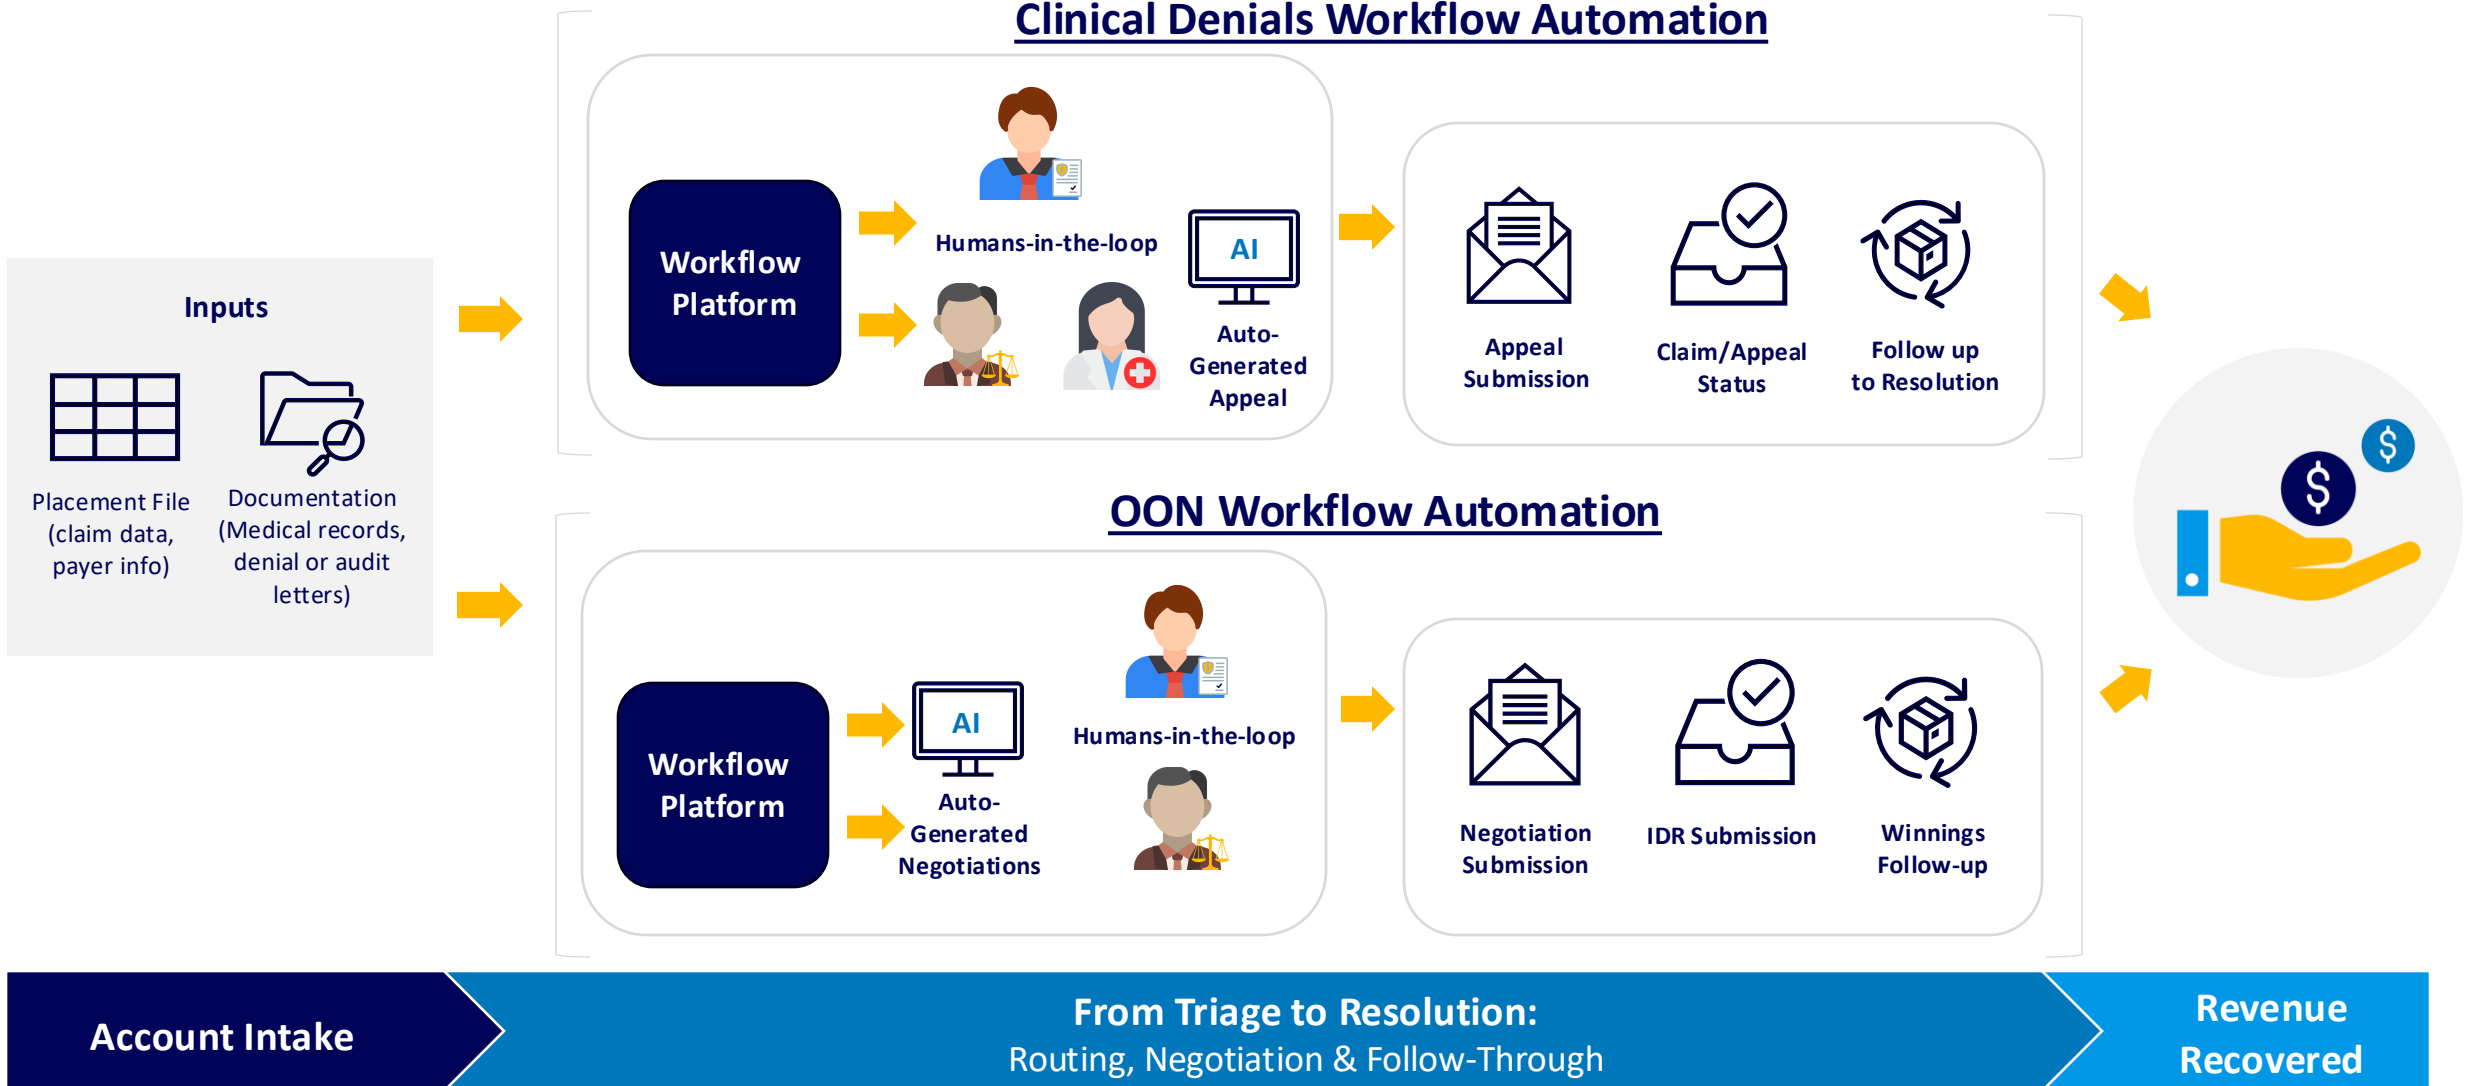 Clinical Denials Workflow Automation
Inputs
Placement File
(claim data,
payer info)
Documentation
(Medical records,
denial or audit
letters)
Workflow
Platform
Humans-in-the-loop
AI
Auto-
Generated
Appeal
Appeal
Submission
Claim/Appeal
Status
Follow up
to Resolution
$
$
OON Workflow Automation
Workflow
Platform
AI
Auto-
Generated
Negotiations
Humans-in-the-loop
Negotiation
Submission
IDR Submission
Winnings
Follow-up
Account Intake
From Triage to Resolution:
Routing, Negotiation & Follow-Through
Revenue
Recovered